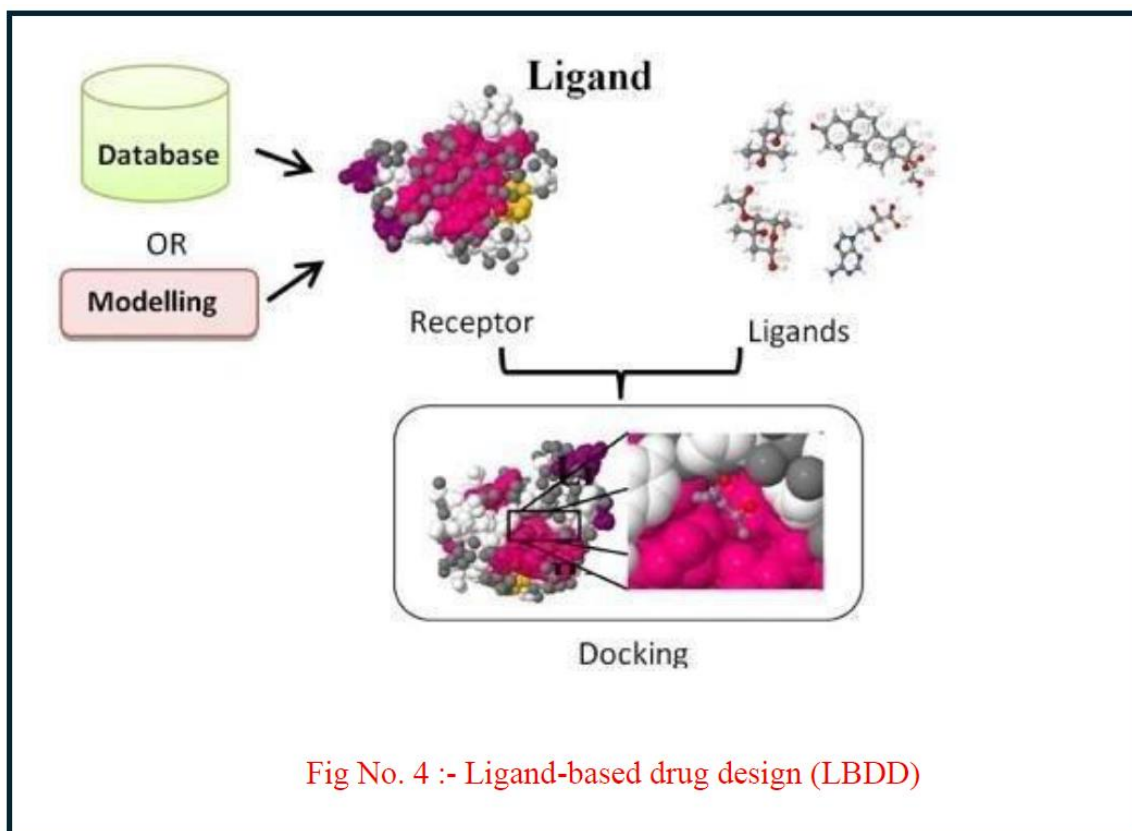 Ligand
Database
OR
Modelling
Receptor
Ligands
Docking
Fig No. 4 :- Ligand-based drug design (LBDD)